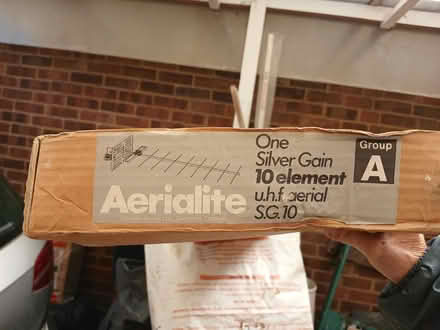 Aerialite
One
Silver Gain
10 element
u.h.f aerial
S.G.10
Group
A